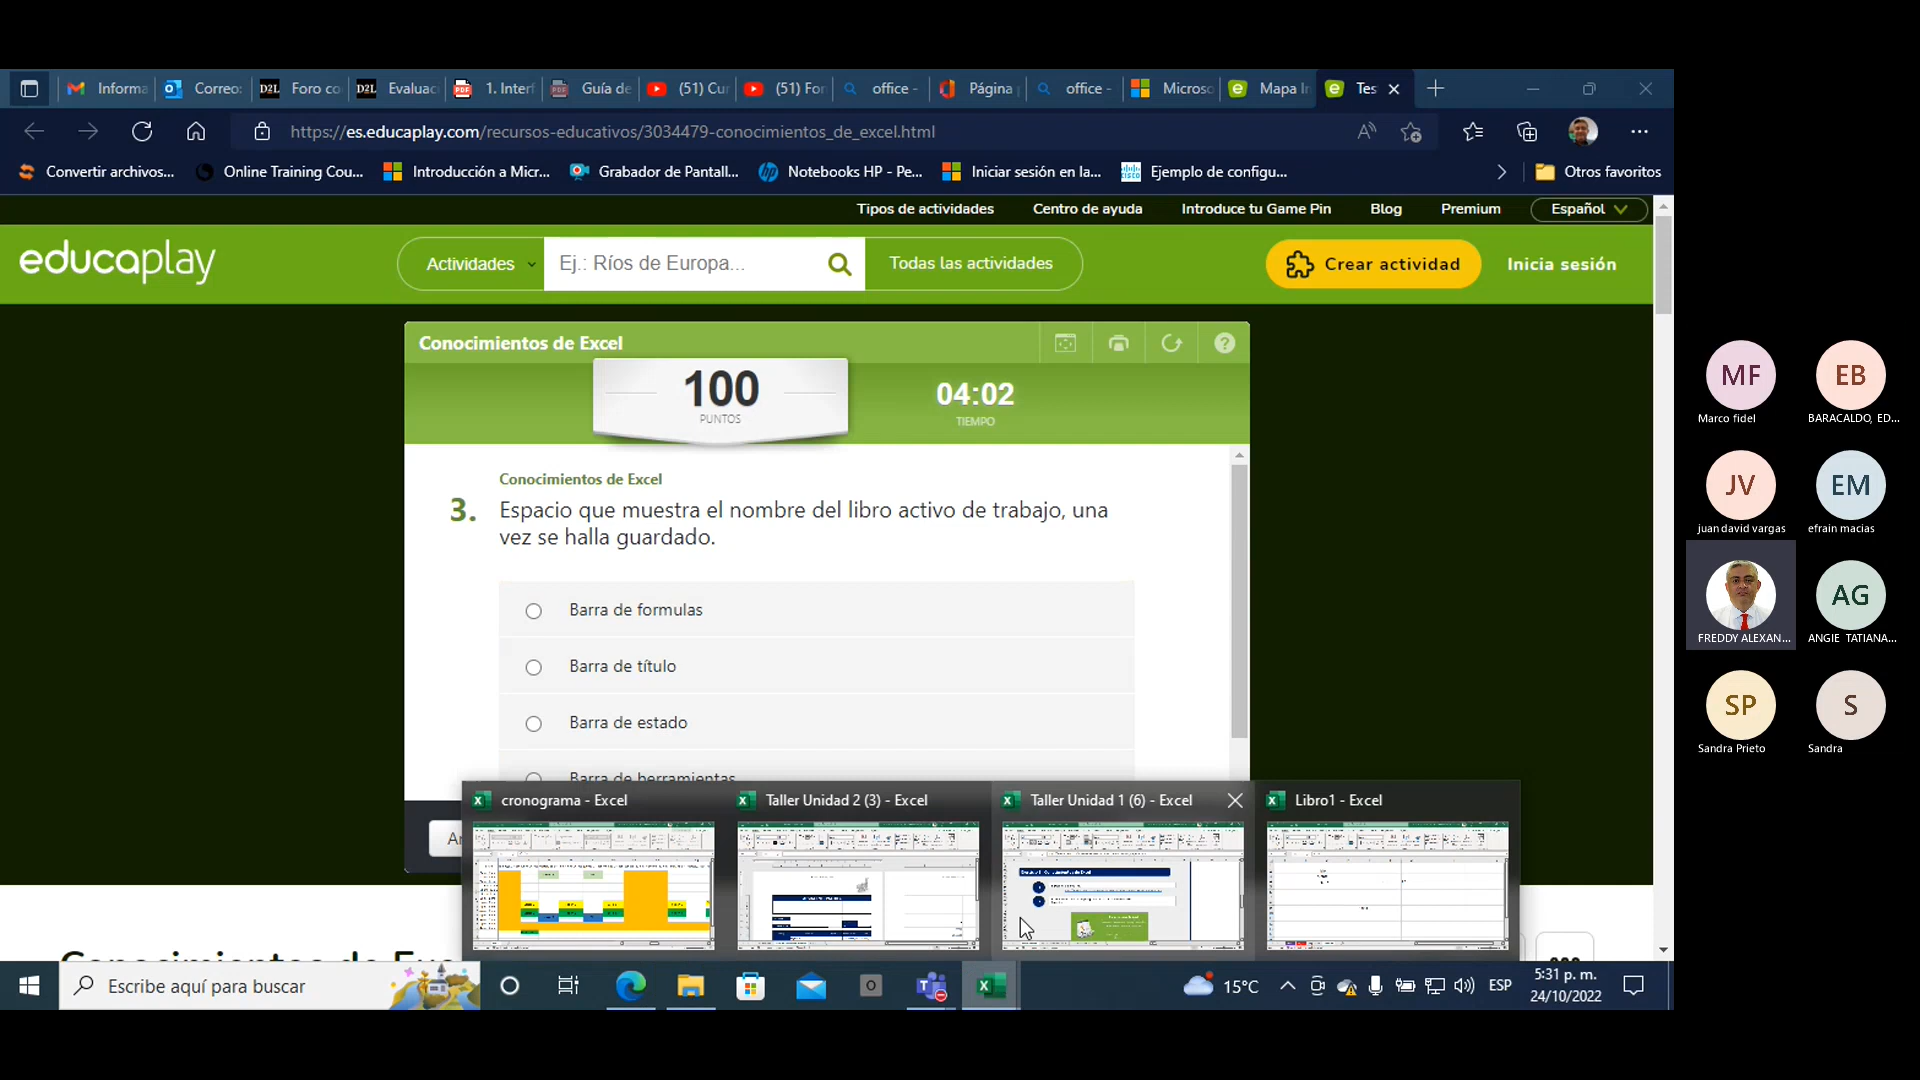 Informa
Correo:
Foro co
Evaluac
1. Interf
Guía de
(51) Cur
(51) For
office -
Página
office -
Microso
Mapa In
Tes
https://es.educaplay.com/recursos-educativos/3034479-conocimientos_de_excel.html
Convertir archivos...
Online Training Cou...
Introducción a Micr...
Grabador de Pantall...
Notebooks HP - Pe...
Iniciar sesión en la...
Ejemplo de configu...
Otros favoritos
Tipos de actividades
Centro de ayuda
Introduce tu Game Pin
Blog
Premium
Español
educaplay
Actividades
Ej.: Ríos de Europa...
Todas las actividades
Crear actividad
Inicia sesión
Conocimientos de Excel
100
PUNTOS
04:02
TIEMPO
Conocimientos de Excel
3. Espacio que muestra el nombre del libro activo de trabajo, una
vez se halla guardado.
Barra de formulas
Barra de título
Barra de estado
Barra de herramientas
cronograma - Excel
Taller Unidad 2 (3) - Excel
Taller Unidad 1 (6) - Excel
Libro1 - Excel
Escribe aquí para buscar
15°C
ESP
5:31 p. m.
24/10/2022
MF
Marco fidel
EB
BARACALDO, ED...
JV
juan david vargas
EM
efrain macias
FREDDY ALEXAN...
AG
ANGIE TATIANA...
SP
Sandra Prieto
S
Sandra